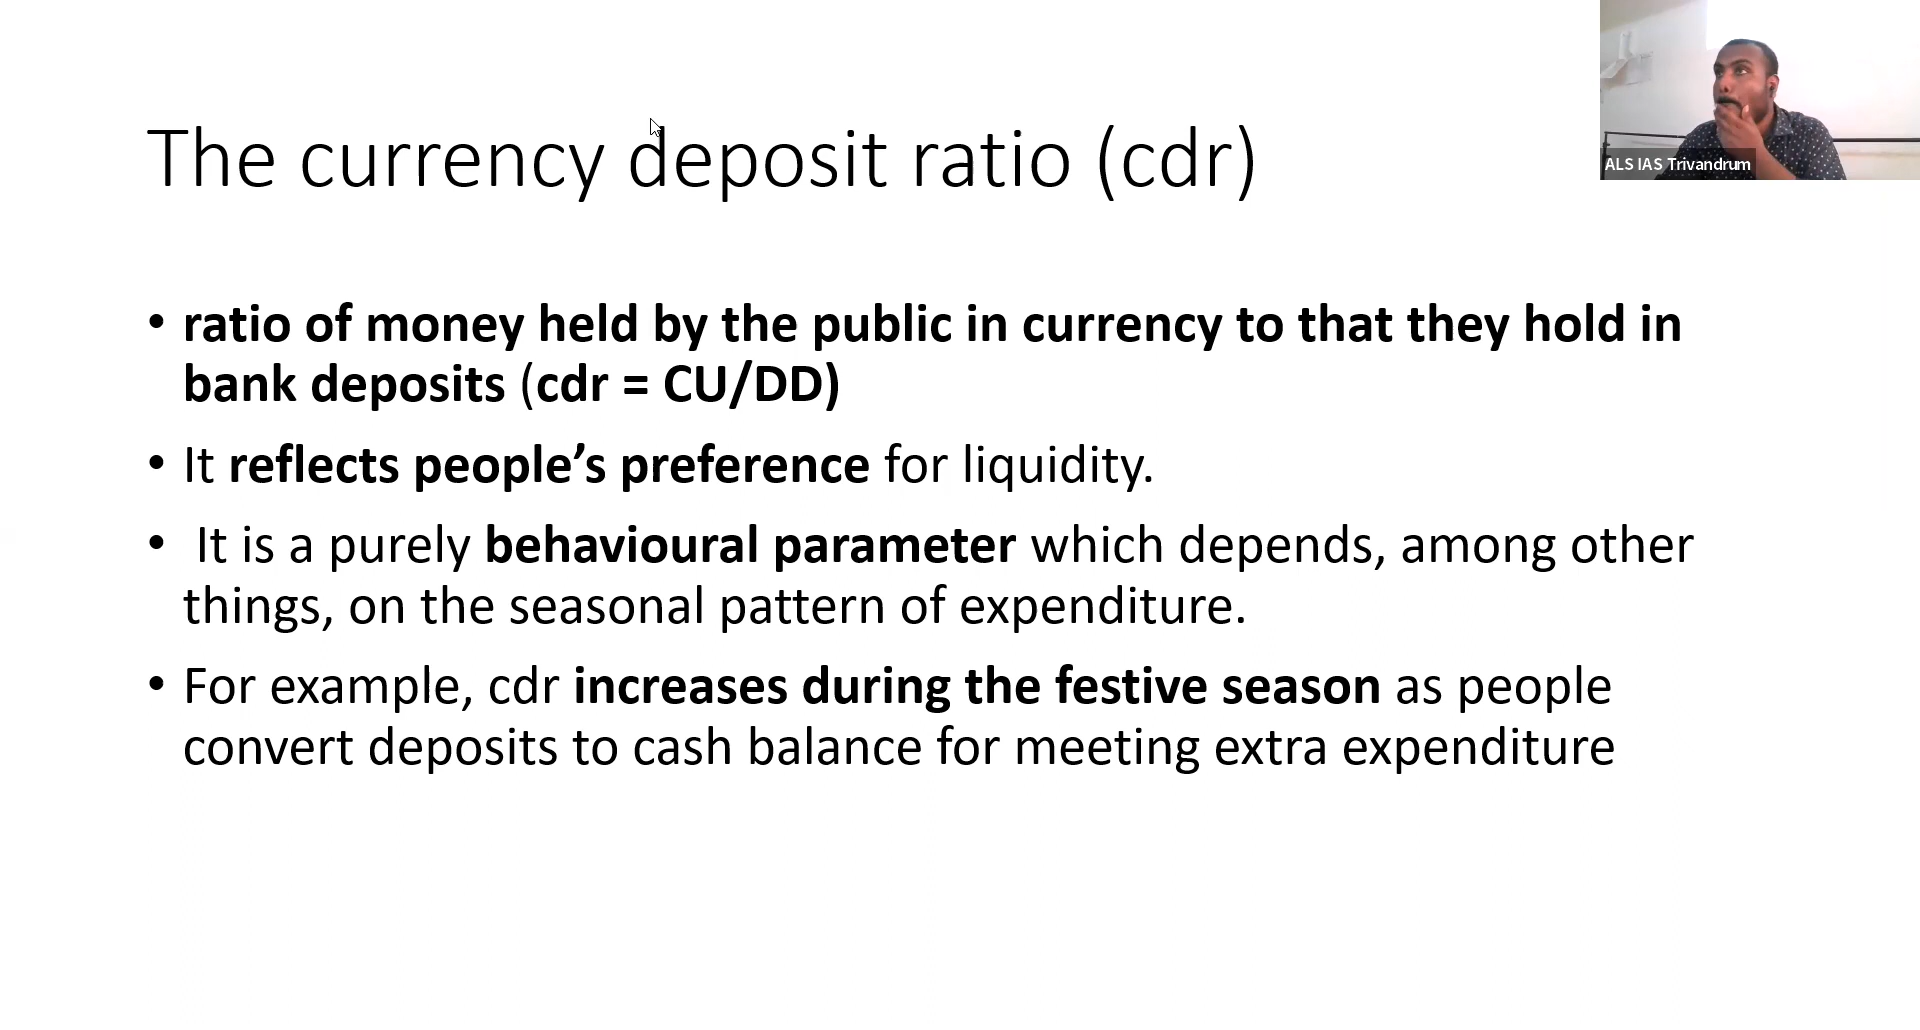 The currency deposit ratio (cdr)
ALS IAS Trivandrum
• ratio of money held by the public in currency to that they hold in
bank deposits (cdr = CU/DD)
• It reflects people’s preference for liquidity.
• It is a purely behavioural parameter which depends, among other
things, on the seasonal pattern of expenditure.
• For example, cdr increases during the festive season as people
convert deposits to cash balance for meeting extra expenditure